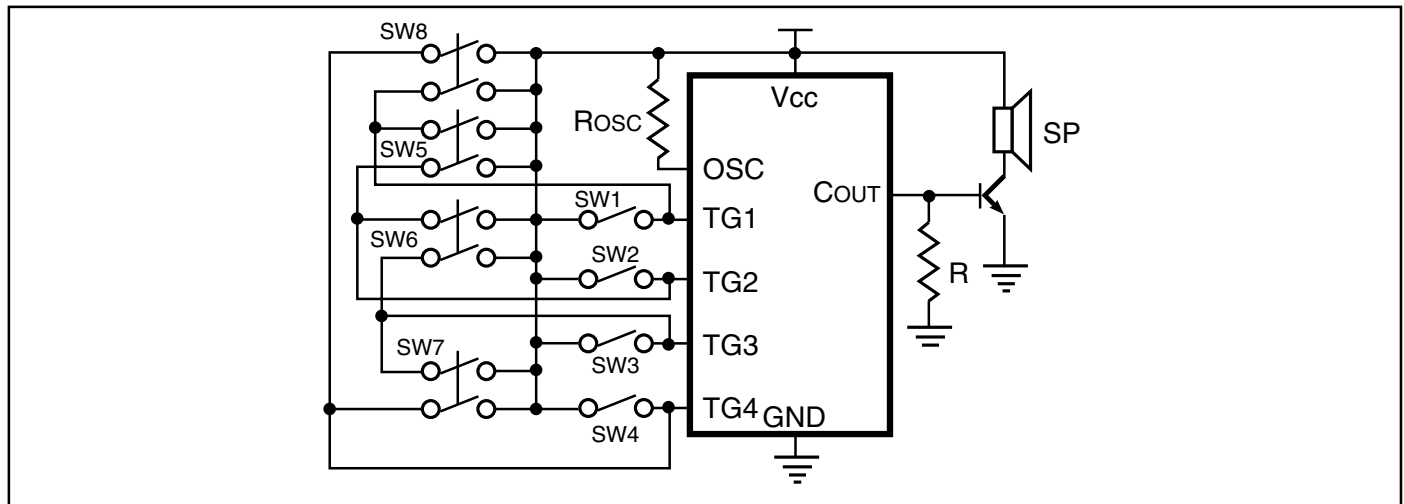 SW8
Vcc
ROSC
SP
SW5
OSC
COUT
SW1
TG1
SW6
SW2
TG2
R
SW7
TG3
SW3
TG4
GND
SW4